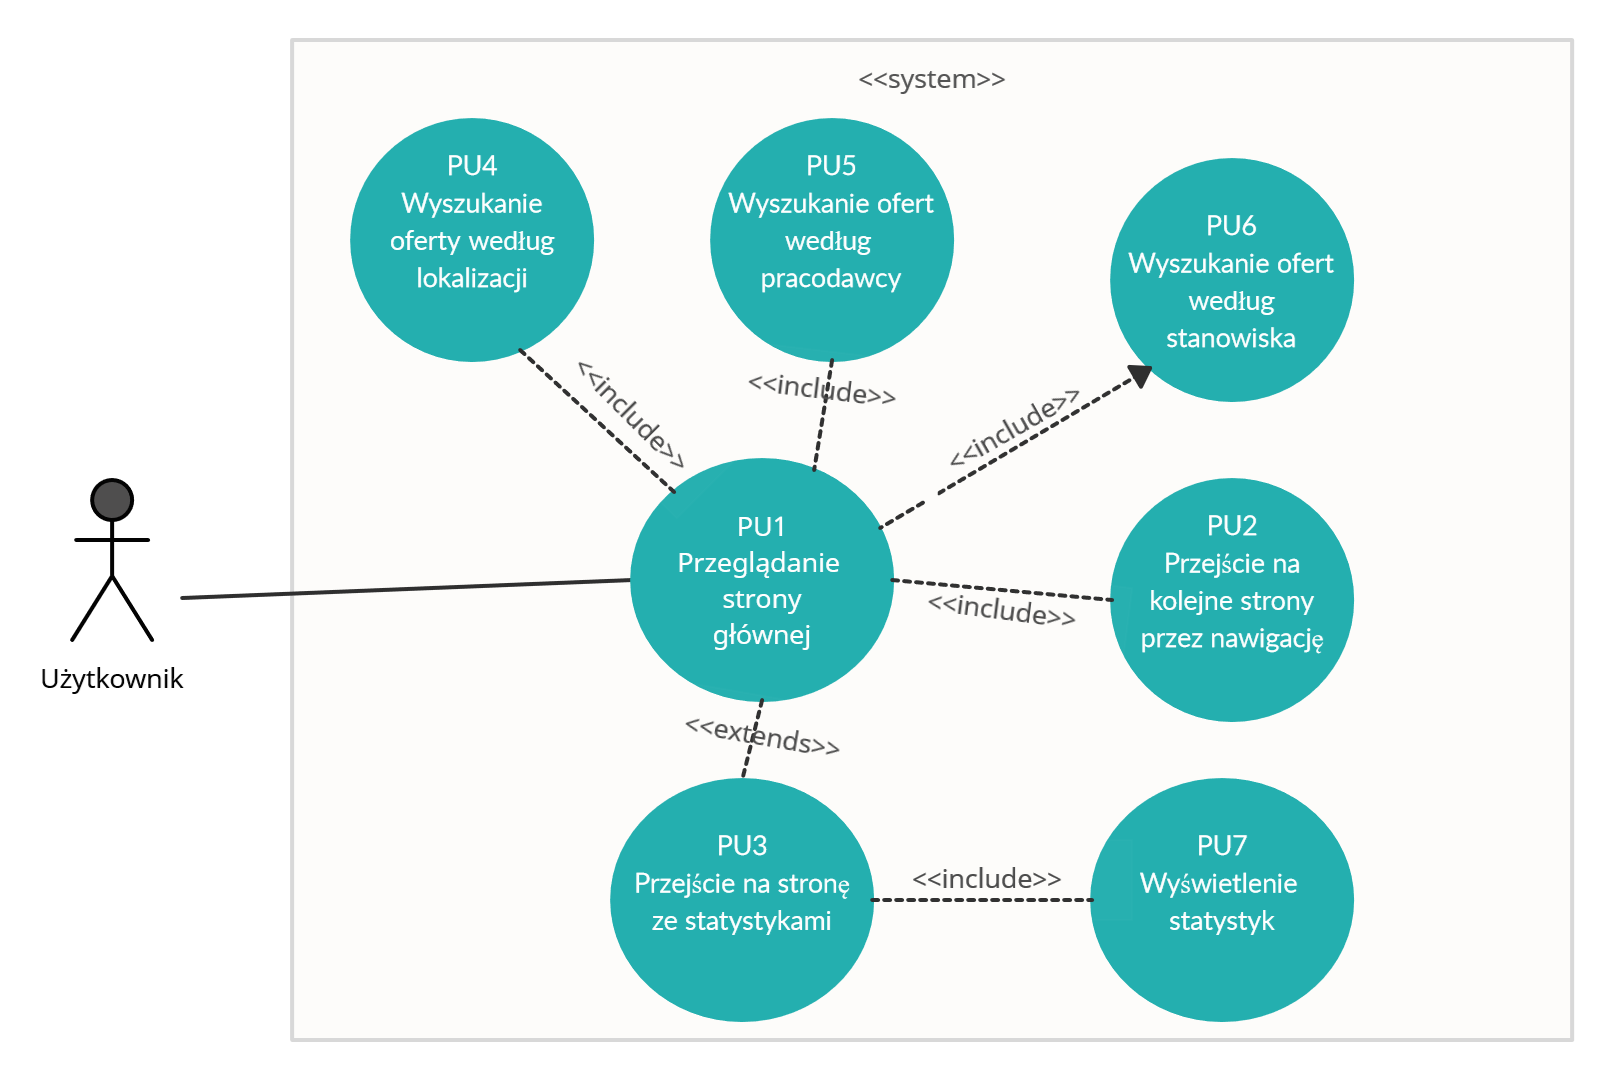 <<system>>
PU4
Wyszukanie
oferty według
lokalizacji
PU5
Wyszukanie ofert
według
pracodawcy
PU6
Wyszukanie ofert
według
stanowiska
<<include>>
<<include>>
<<include>>
PU1
Przeglądanie
strony
głównej
PU2
Przejście na
kolejne strony
przez nawigację
<<include>>
Użytkownik
<<extends>>
PU3
Przejście na stronę
ze statystykami
<<include>>
PU7
Wyświetlenie
statystyk